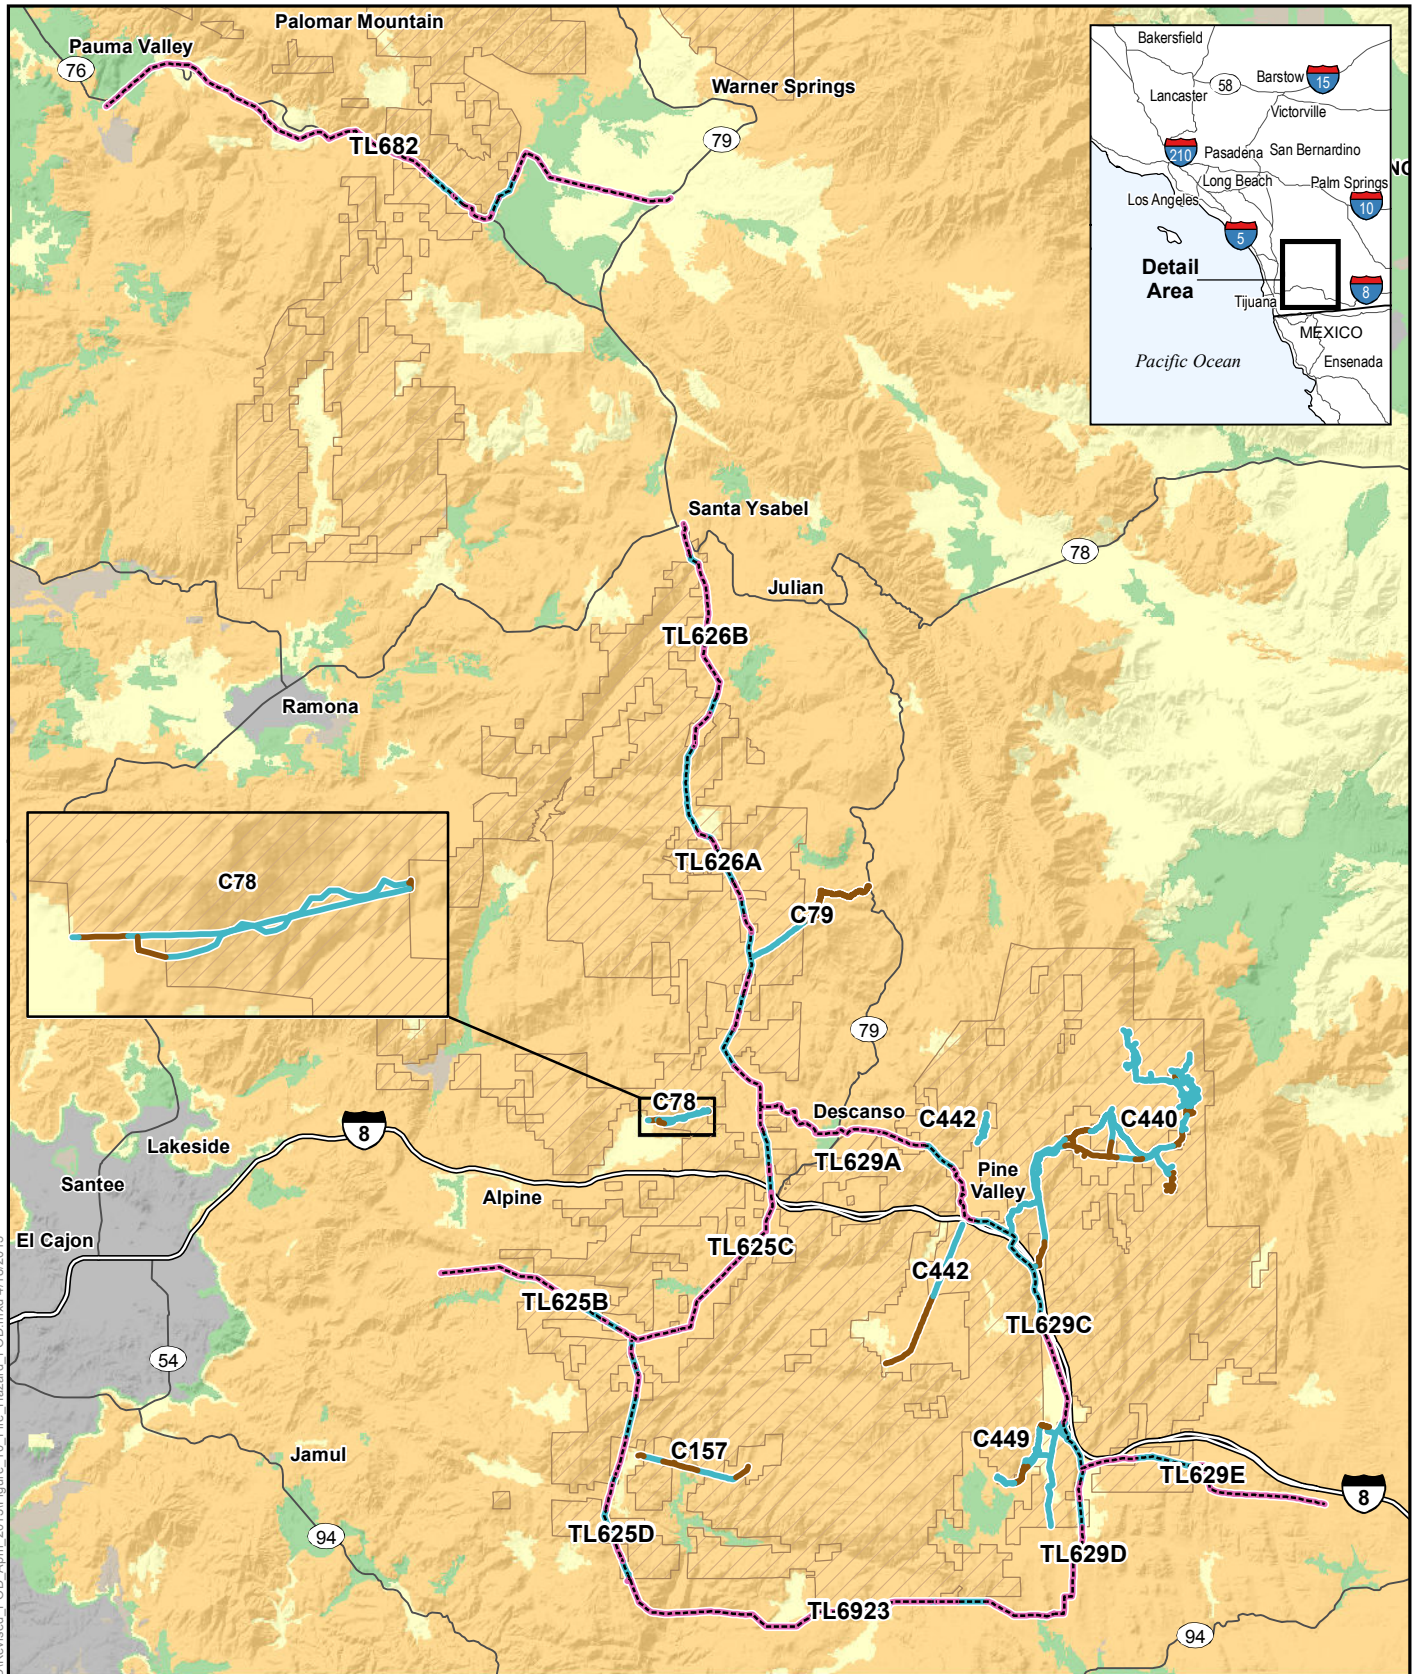 Palomar Mountain
Pauma Valley
76
Warner Springs
79
TL682
Bakersfield
58
Barstow
15
Lancaster
Victorville
210
Pasadena
San Bernardino
Long Beach
Palm Springs
Los Angeles
10
5
Detail
Area
8
Tijuana
MEXICO
Pacific Ocean
Ensenada
Santa Ysabel
78
Julian
TL626B
Ramona
TL626A
C78
C79
79
C78
Descanso
C442
C440
8
Lakeside
TL629A
Pine
Valley
Santee
Alpine
El Cajon
TL625C
C442
TL625B
TL629C
54
C449
Jamul
C157
TL629E
8
TL625D
94
TL629D
TL6923
94